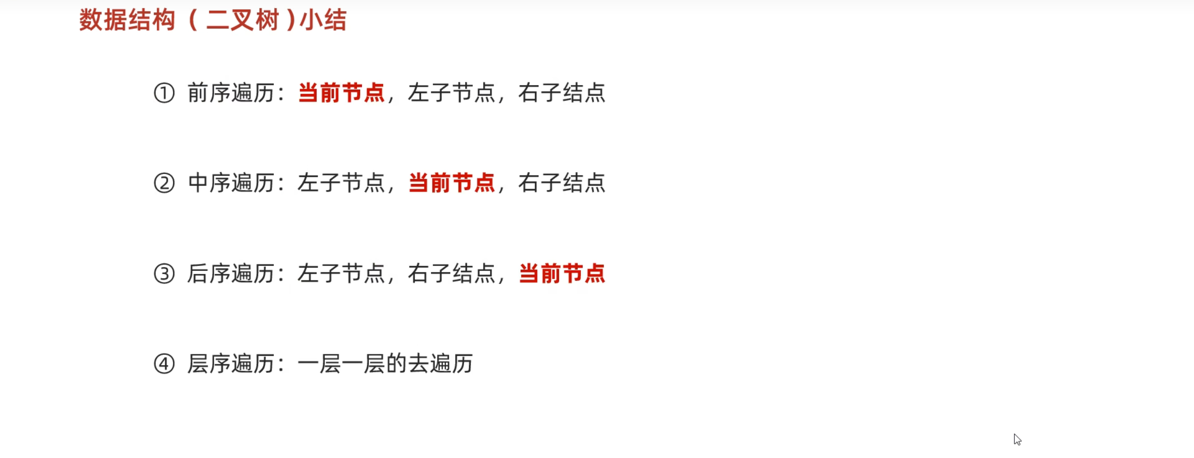 数据结构（二叉树)小结
① 前序遍历：当前节点，左子节点，右子结点
② 中序遍历：左子节点，当前节点，右子结点
③ 后序遍历：左子节点，右子结点，当前节点
④ 层序遍历：一层一层的去遍历